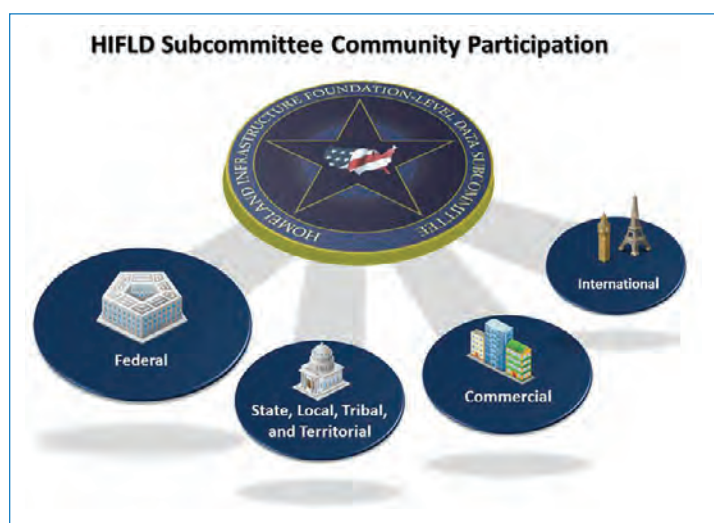 HIFLD Subcommittee Community Participation
HOMELAND INFRASTRUCTURE FOUNDATION-LEVEL DATA SUBCOMMITTEE
International
Federal
Commercial
State, Local, Tribal,
and Territorial